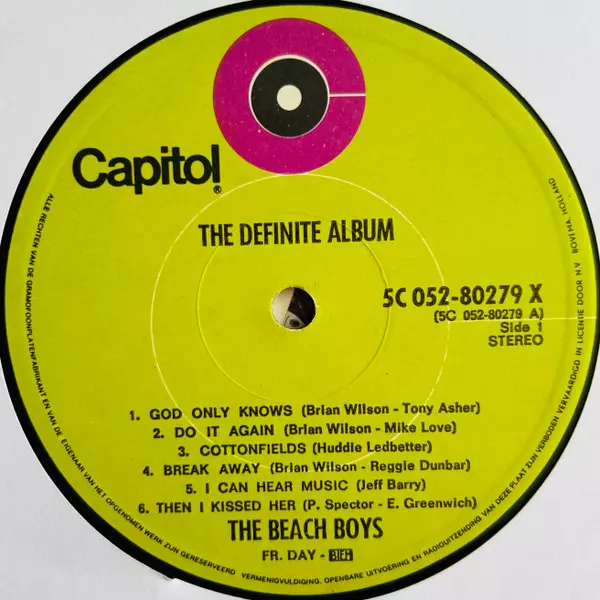 Capitol®
THE DEFINITE ALBUM
5C 052-80279 X
(5C 052-80279 A)
Side 1
STEREO
1. GOD ONLY KNOWS (Brian Wilson - Tony Asher)
2. DO IT AGAIN (Brian Wilson - Mike Love)
3. COTTONFIELDS (Huddie Ledbetter)
4. BREAK AWAY (Brian Wilson - Reggie Dunbar)
5. I CAN HEAR MUSIC (Jeff Barry)
6. THEN I KISSED HER (P. Spector - E. Greenwich)
THE BEACH BOYS
FR. DAY - BIEM
ALLE RECHTEN VAN DE GRAMOFOONPLATENFABRIKANT EN VAN DE EIGENAAR VAN HET OPGENOMEN WERK ZIJN GERESERVEERD VERMENIGVULDIGING, OPENBARE UITVOERING EN RADIOUITZENDING VAN DEZE PLAAT ZIJN VERBODEN VERVAARDIGD IN LICENTIE DOOR N V BOVEMA HOLLAND